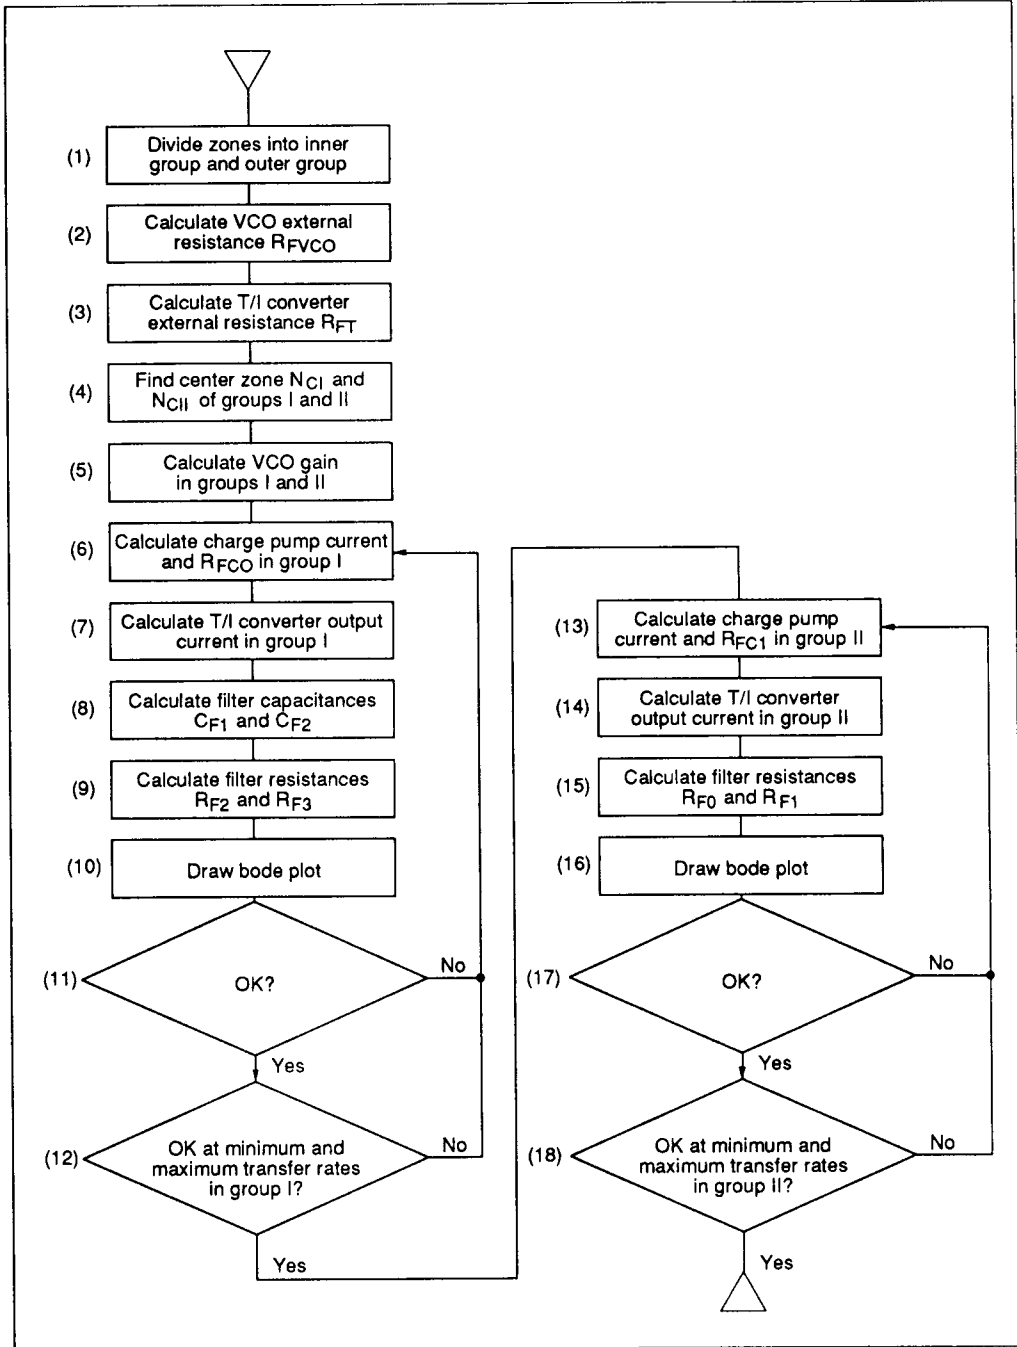 (1)
Divide zones into inner
group and outer group
(2)
Calculate VCO external
resistance RFVCO
(3)
Calculate T/I converter
external resistance RFT
(4)
Find center zone NCI and
NCII of groups I and II
(5)
Calculate VCO gain
in groups I and II
(6)
Calculate charge pump current
and RFCO in group I
(7)
Calculate T/I converter output
current in group I
(8)
Calculate filter capacitances
CF1 and CF2
(9)
Calculate filter resistances
RF2 and RF3
(10)
Draw bode plot
(11)
OK?
No
Yes
(12)
OK at minimum and
maximum transfer rates
in group I?
No
Yes
(13)
Calculate charge pump
current and RFC1 in group II
(14)
Calculate T/I converter
output current in group II
(15)
Calculate filter resistances
RF0 and RF1
(16)
Draw bode plot
(17)
OK?
No
Yes
(18)
OK at minimum and
maximum transfer rates
in group II?
No
Yes